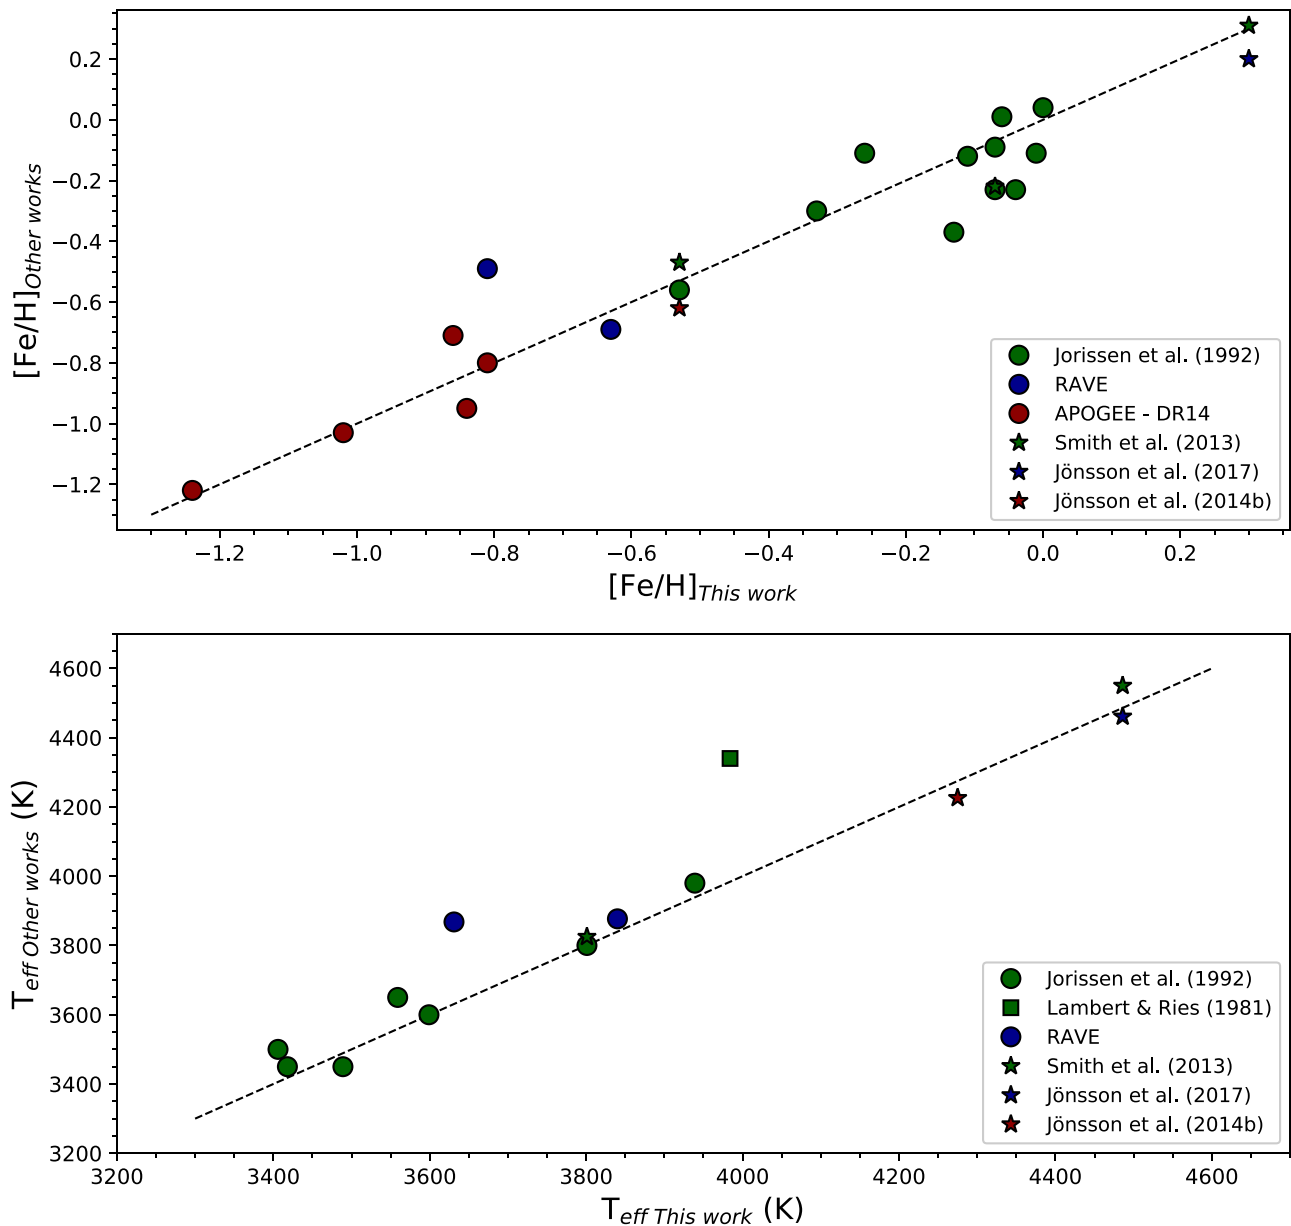 0.2
0.0
−0.2
−0.4
−0.6
−0.8
−1.0
−1.2
[Fe/H]Other works
Jorissen et al. (1992)
RAVE
APOGEE - DR14
Smith et al. (2013)
Jönsson et al. (2017)
Jönsson et al. (2014b)
−1.2 −1.0 −0.8 −0.6 −0.4 −0.2 0.0 0.2
[Fe/H]This work
4600
4400
4200
4000
3800
3600
3400
3200
Teff Other works (K)
Jorissen et al. (1992)
Lambert & Ries (1981)
RAVE
Smith et al. (2013)
Jönsson et al. (2017)
Jönsson et al. (2014b)
3200 3400 3600 3800 4000 4200 4400 4600
Teff This work (K)